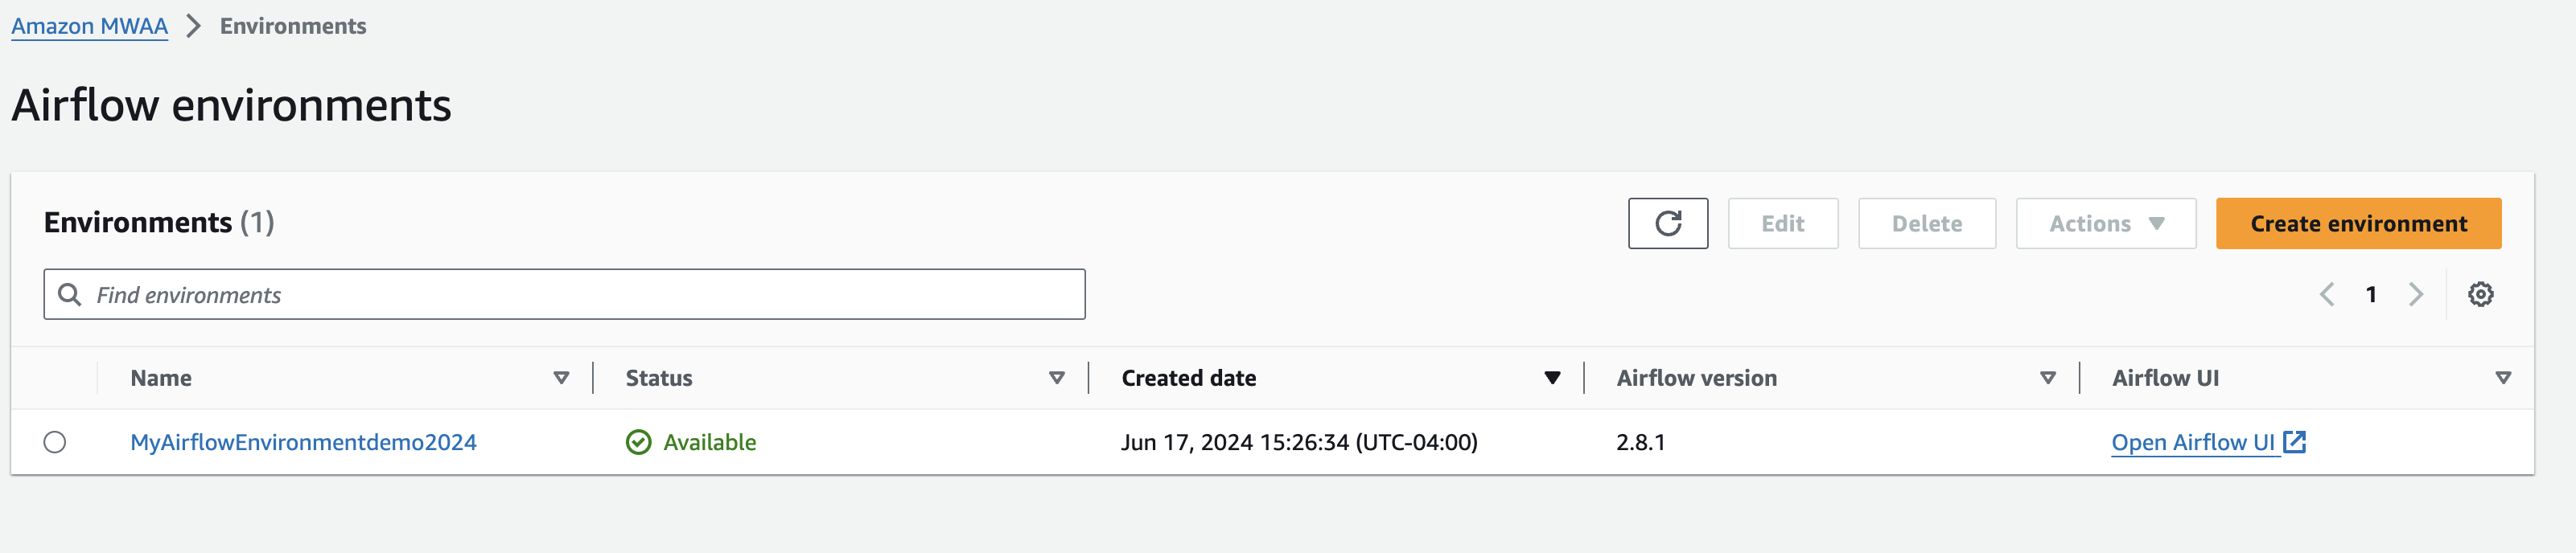 Amazon MWAA > Environments
Airflow environments
Environments (1)
Edit
Delete
Actions
Create environment
Find environments
1
Name Status Created date Airflow version Airflow UI
MyAirflowEnvironmentdemo2024 Available Jun 17, 2024 15:26:34 (UTC-04:00) 2.8.1 Open Airflow UI